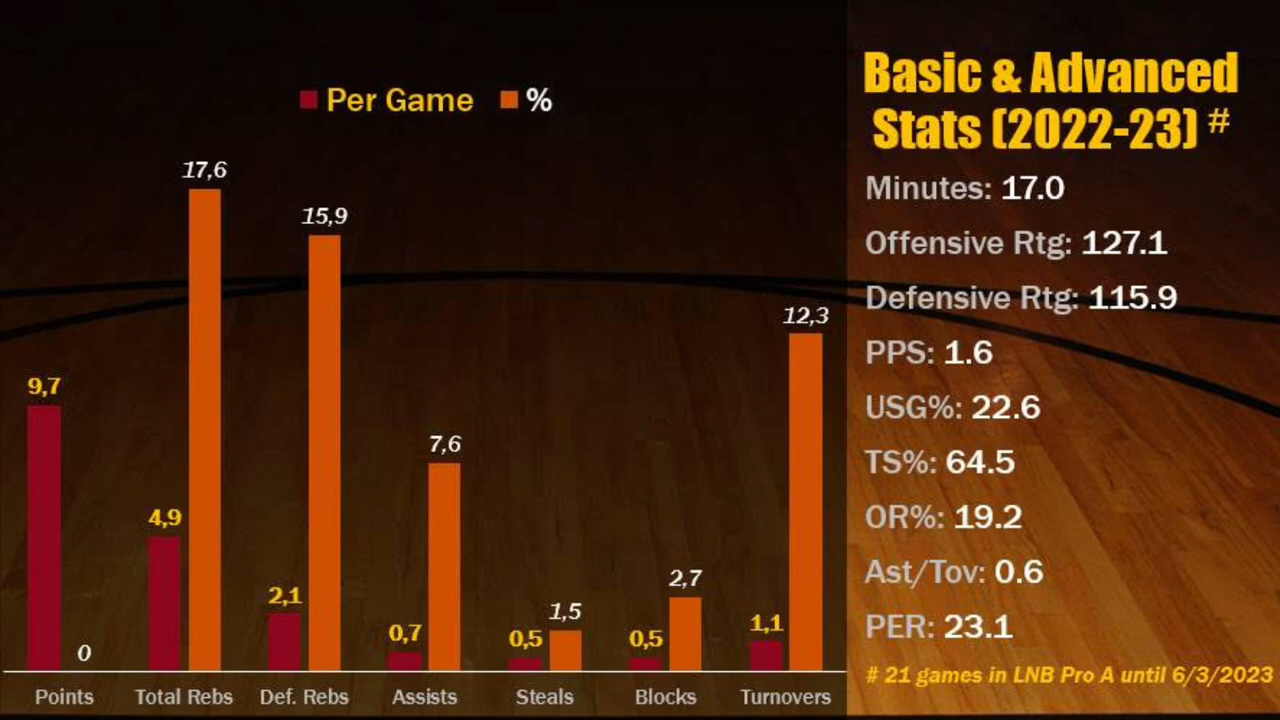 Per Game %
Basic & Advanced
Stats (2022-23) #
Minutes: 17.0
Offensive Rtg: 127.1
Defensive Rtg: 115.9
PPS: 1.6
USG%: 22.6
TS%: 64.5
OR%: 19.2
Ast/Tov: 0.6
PER: 23.1
# 21 games in LNB Pro A until 6/3/2023
17,6
15,9
12,3
9,7
7,6
4,9
2,7
2,1
1,5
1,1
0,7
0,5
0,5
0
Points Total Rebs Def. Rebs Assists Steals Blocks Turnovers